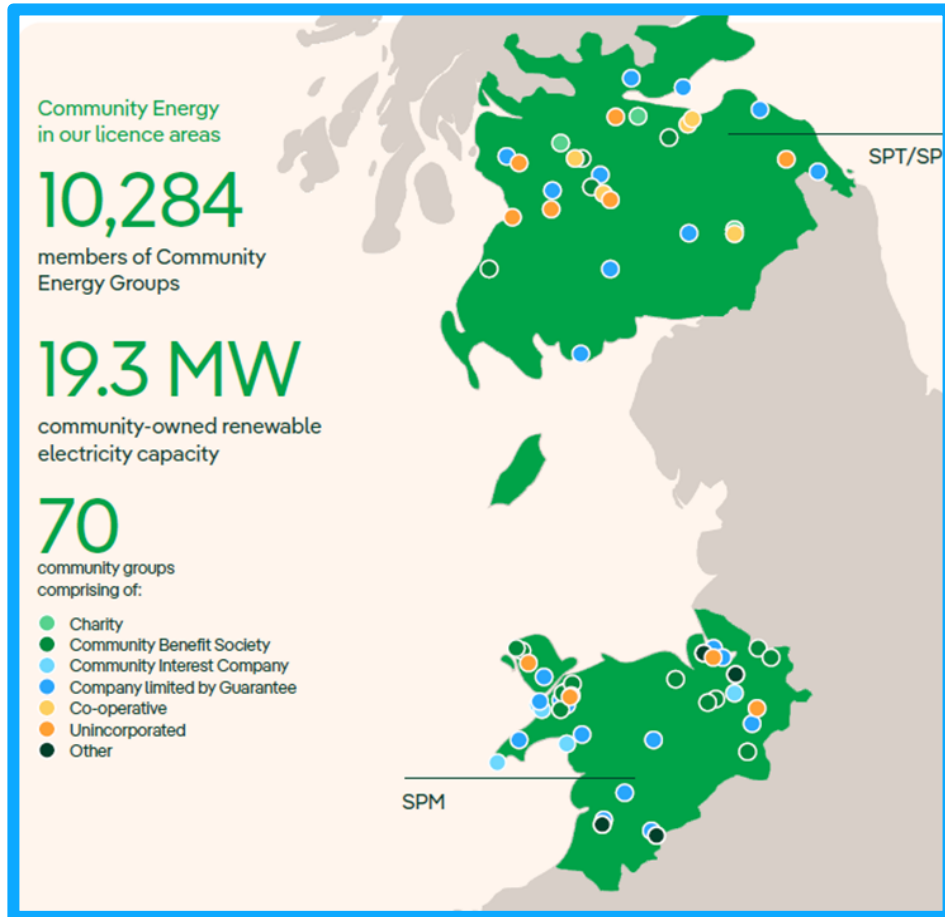 Community Energy
in our licence areas
10,284
members of Community
Energy Groups
19.3 MW
community-owned renewable
electricity capacity
70
community groups
comprising of:
Charity
Community Benefit Society
Community Interest Company
Company limited by Guarantee
Co-operative
Unincorporated
Other
SPT/SP
SPM